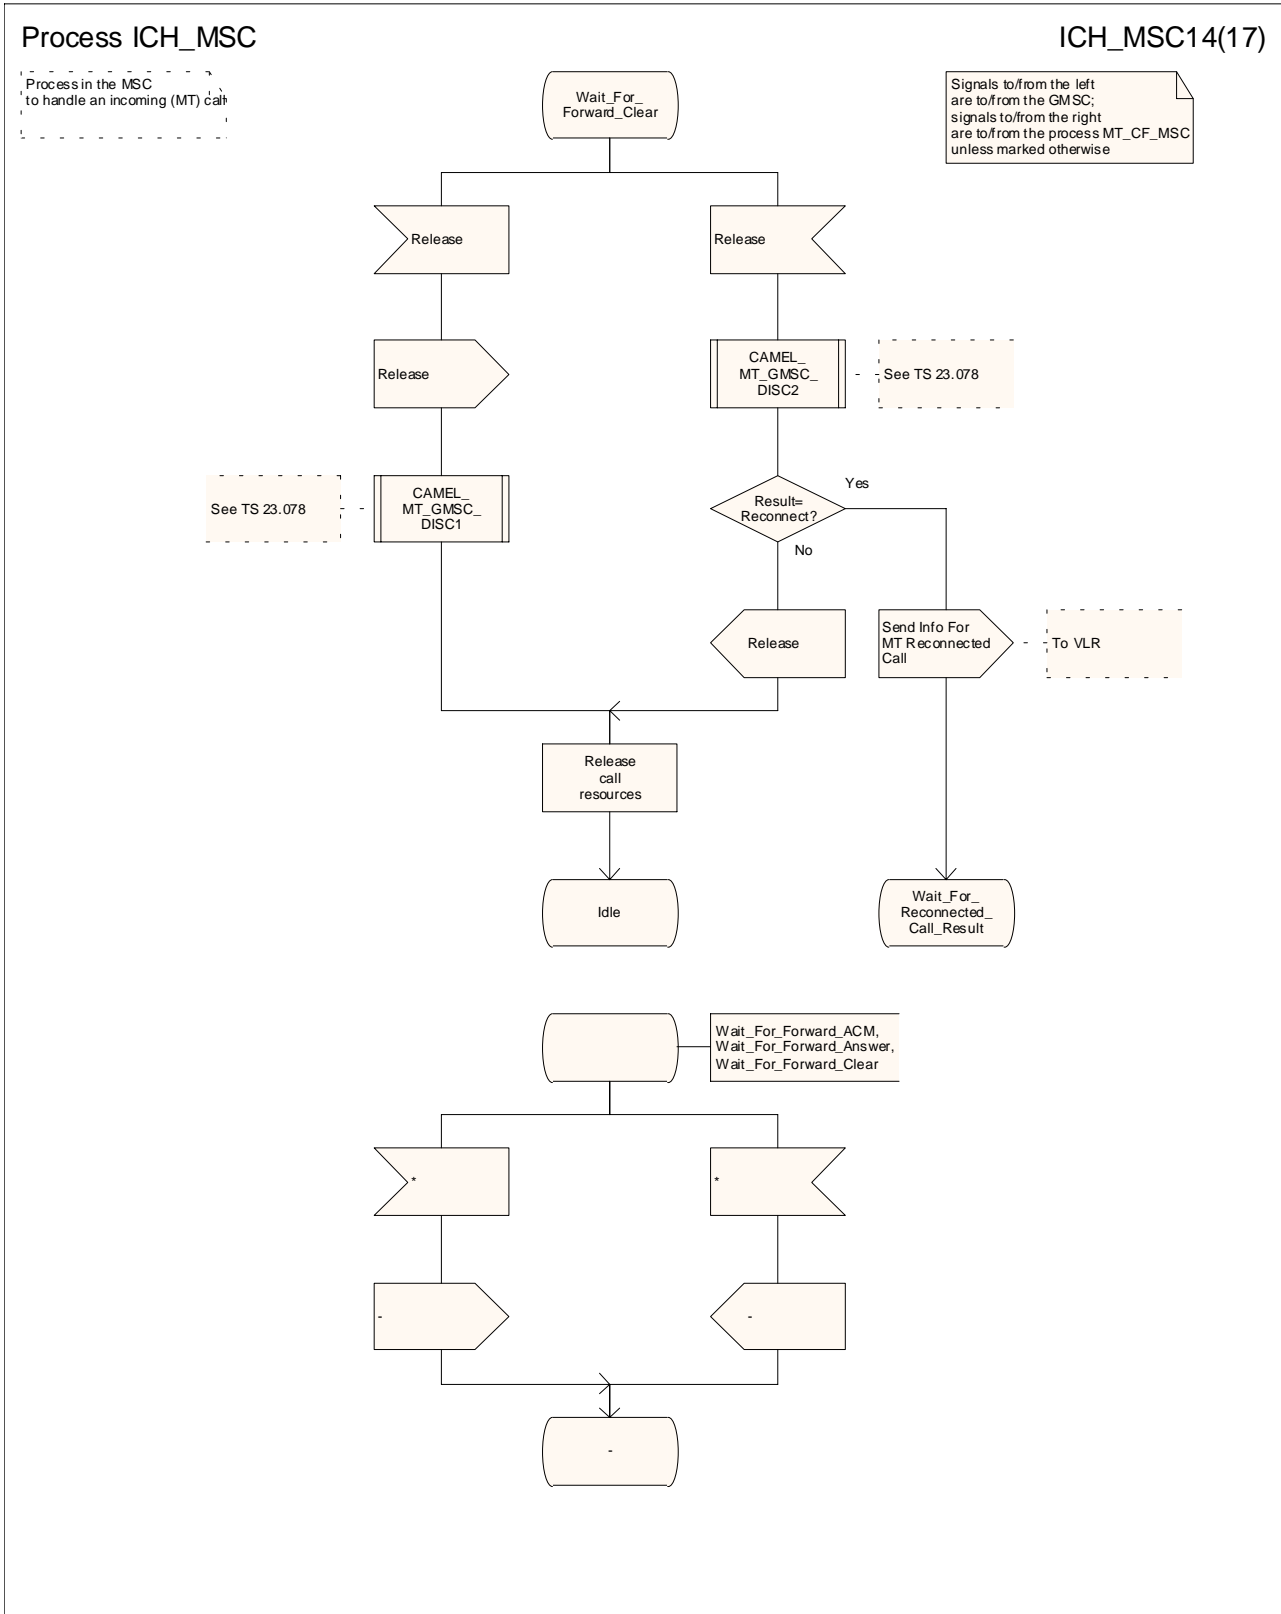 Process ICH_MSC
ICH_MSC14(17)
Process in the MSC
to handle an incoming (MT) call
Signals to/from the left
are to/from the GMSC;
signals to/from the right
are to/from the process MT_CF_MSC
unless marked otherwise
Wait_For_
Forward_Clear
Release
Release
Release
CAMEL_
MT_GMSC_
DISC2
See TS 23.078
See TS 23.078
CAMEL_
MT_GMSC_
DISC1
Result=
Reconnect?
Yes
No
Release
Send Info For
MT Reconnected
Call
To VLR
Release
call
resources
Idle
Wait_For_
Reconnected_
Call_Result
Wait_For_Forward_ACM,
Wait_For_Forward_Answer,
Wait_For_Forward_Clear
*
*
-
-
-